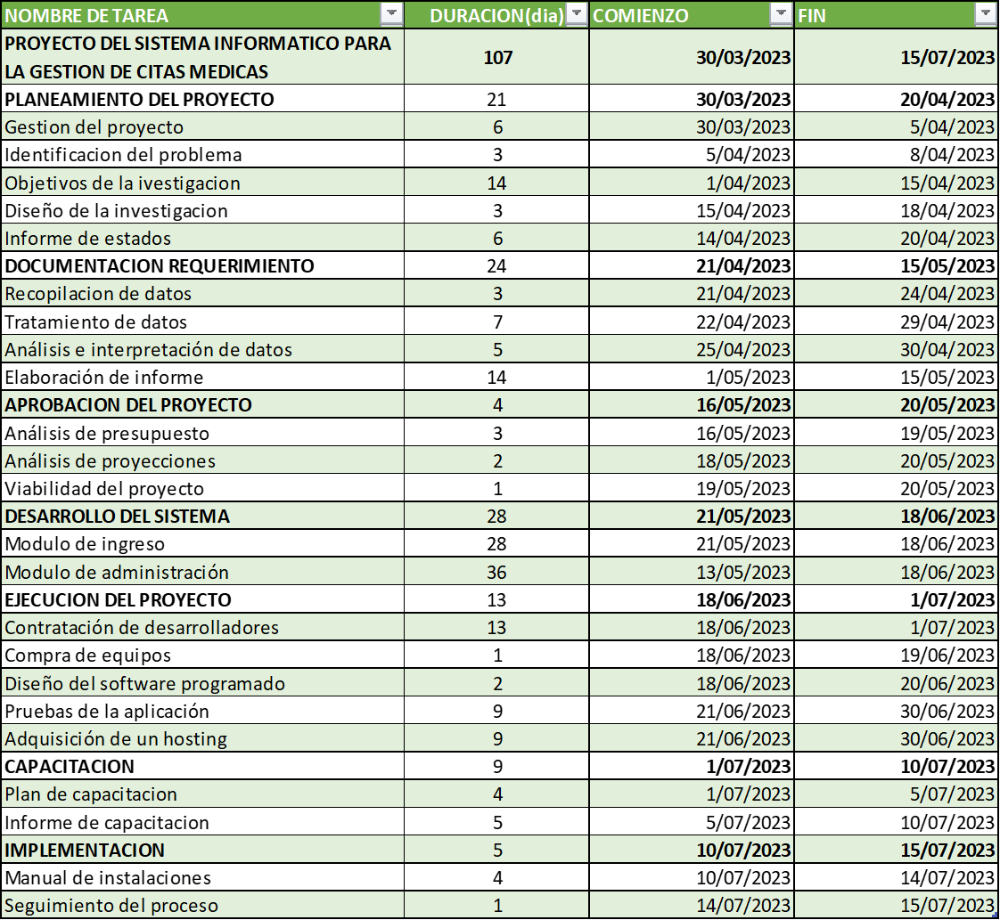 NOMBRE DE TAREA DURACION(dia) COMIENZO FIN
PROYECTO DEL SISTEMA INFORMATICO PARA
LA GESTION DE CITAS MEDICAS 107 30/03/2023 15/07/2023
PLANEAMIENTO DEL PROYECTO 21 30/03/2023 20/04/2023
Gestion del proyecto 6 30/03/2023 5/04/2023
Identificacion del problema 3 5/04/2023 8/04/2023
Objetivos de la ivestigacion 14 1/04/2023 15/04/2023
Diseño de la investigacion 3 15/04/2023 18/04/2023
Informe de estados 6 14/04/2023 20/04/2023
DOCUMENTACION REQUERIMIENTO 24 21/04/2023 15/05/2023
Recopilacion de datos 3 21/04/2023 24/04/2023
Tratamiento de datos 7 22/04/2023 29/04/2023
Análisis e interpretación de datos 5 25/04/2023 30/04/2023
Elaboración de informe 14 1/05/2023 15/05/2023
APROBACION DEL PROYECTO 4 16/05/2023 20/05/2023
Análisis de presupuesto 3 16/05/2023 19/05/2023
Análisis de proyecciones 2 18/05/2023 20/05/2023
Viabilidad del proyecto 1 19/05/2023 20/05/2023
DESARROLLO DEL SISTEMA 28 21/05/2023 18/06/2023
Modulo de ingreso 28 21/05/2023 18/06/2023
Modulo de administración 36 13/05/2023 18/06/2023
EJECUCION DEL PROYECTO 13 18/06/2023 1/07/2023
Contratación de desarrolladores 13 18/06/2023 1/07/2023
Compra de equipos 1 18/06/2023 19/06/2023
Diseño del software programado 2 18/06/2023 20/06/2023
Pruebas de la aplicación 9 21/06/2023 30/06/2023
Adquisición de un hosting 9 21/06/2023 30/06/2023
CAPACITACION 9 1/07/2023 10/07/2023
Plan de capacitacion 4 1/07/2023 5/07/2023
Informe de capacitacion 5 5/07/2023 10/07/2023
IMPLEMENTACION 5 10/07/2023 15/07/2023
Manual de instalaciones 4 10/07/2023 14/07/2023
Seguimiento del proceso 1 14/07/2023 15/07/2023